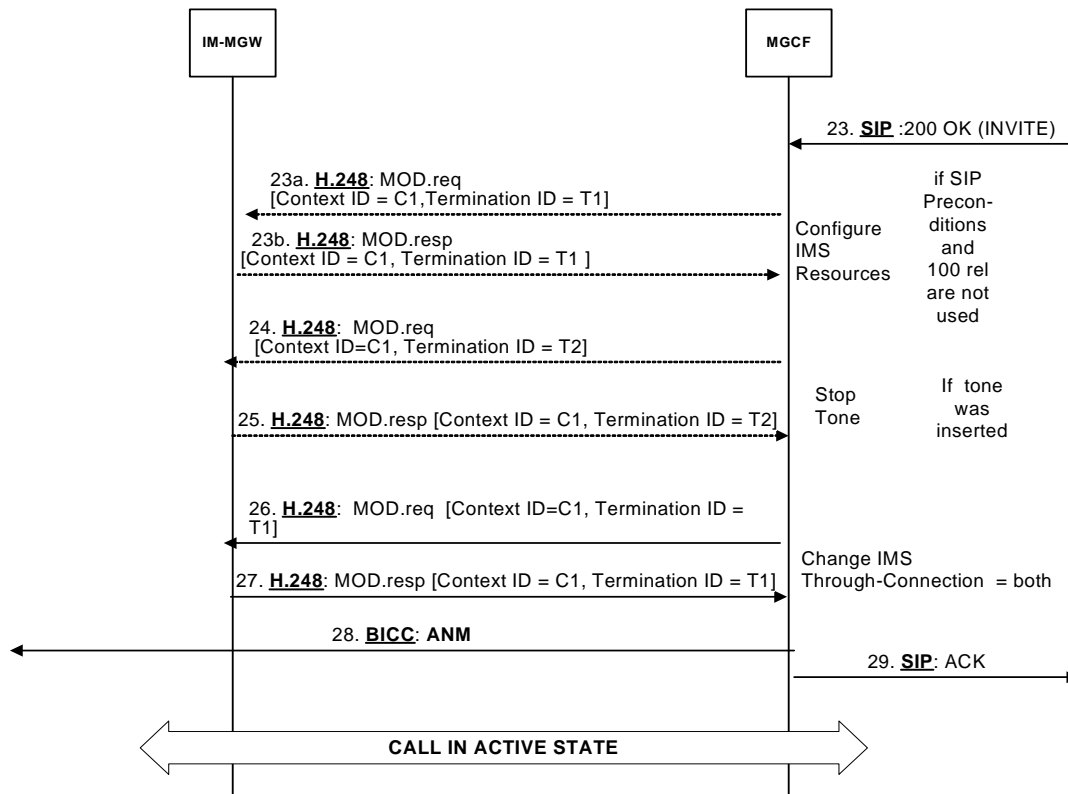 IM-MGW
MGCF
23. SIP :200 OK (INVITE)
23a. H.248: MOD.req
[Context ID = C1,Termination ID = T1]
if SIP
Precon-
ditions
and
100 rel
are not
used
Configure
IMS
Resources
23b. H.248: MOD.resp
[Context ID = C1, Termination ID = T1 ]
24. H.248: MOD.req
[Context ID=C1, Termination ID = T2]
Stop
Tone
If tone
was
inserted
25. H.248: MOD.resp [Context ID = C1, Termination ID = T2]
26. H.248: MOD.req [Context ID=C1, Termination ID =
T1]
Change IMS
Through-Connection = both
27. H.248: MOD.resp [Context ID = C1, Termination ID = T1]
28. BICC: ANM
29. SIP: ACK
CALL IN ACTIVE STATE